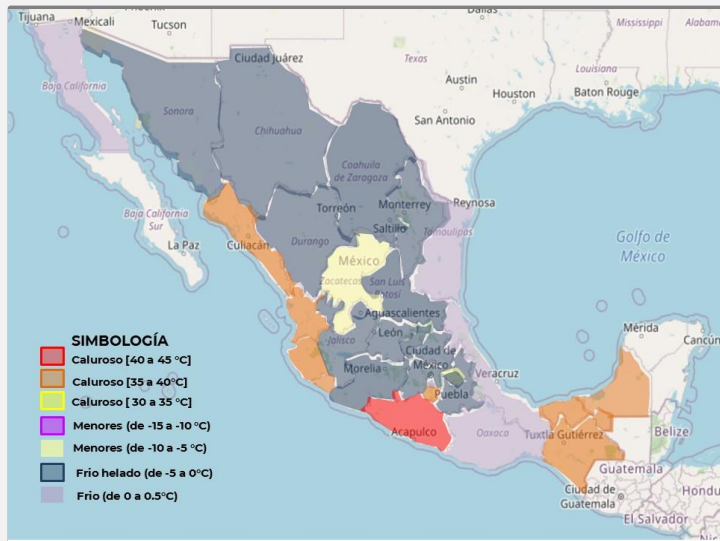 Dallas
Tijuana
Mexicali
Tucson
Mississippi
Alabam
Ciudad Juárez
Texas
Louisiana
Austin
Baja California
Houston
Baton Rouge
Sonora
San Antonio
Chihuahua
Coahuila
de Zaragoza
Torreón
Monterrey
Reynosa
Baja California
Sur
Saltillo
Tamaulipas
La Paz
Culiacán
Durango
Golfo de
México
México
Zacatecas
San Luis
Potosí
Aguascalientes
León
Jalisco
Ciudad de
México
Mérida
Cancún
Morelia
Veracruz
Puebla
Acapulco
Oaxaca
Tuxtla Gutiérrez
Belize
Guatemala
Ciudad de
Guatemala
Hondu
El Salvador
Nic
SIMBOLOGÍA
Caluroso [40 a 45 °C]
Caluroso [35 a 40°C]
Caluroso [ 30 a 35 °C]
Menores (de -15 a -10 °C)
Menores (de -10 a -5 °C)
Frio helado (de -5 a 0°C)
Frio (de 0 a 0.5°C)